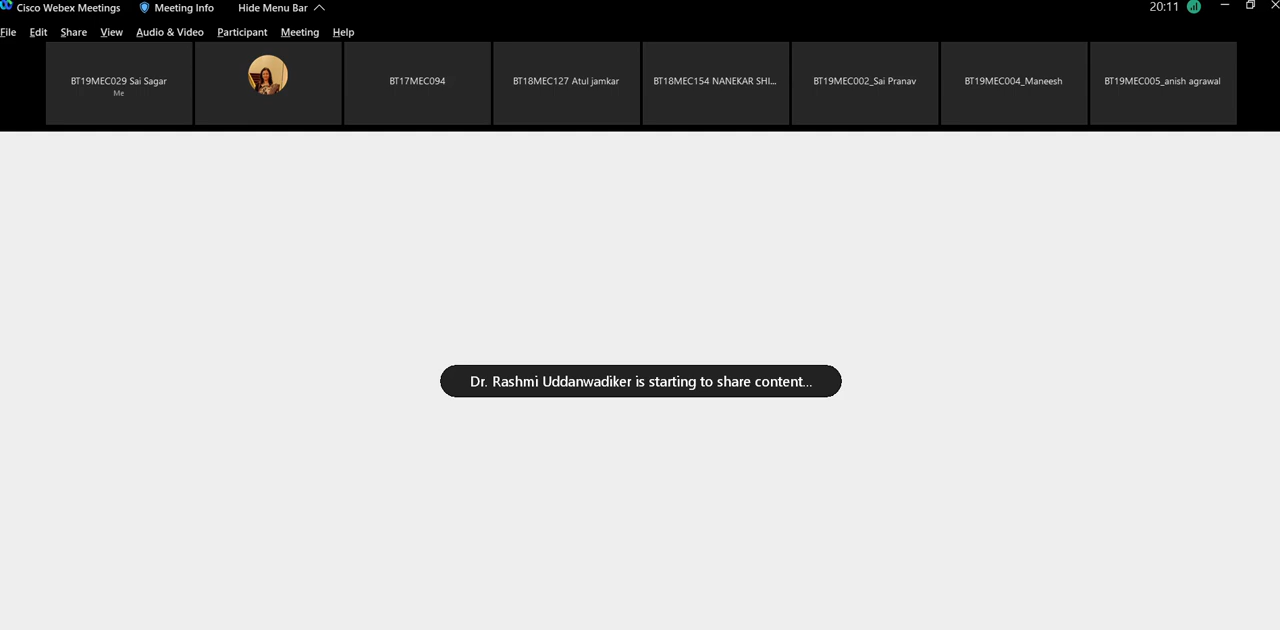 Cisco Webex Meetings Meeting Info Hide Menu Bar 20:11
File Edit Share View Audio & Video Participant Meeting Help
BT19MEC029 Sai Sagar BT17MEC094 BT18MEC127 Atul jamkar BT18MEC154 NANEKAR SHI... BT19MEC002_Sai Pranav BT19MEC004_Maneesh BT19MEC005_anish agrawal
Me
Dr. Rashmi Uddanwadiker is starting to share content...